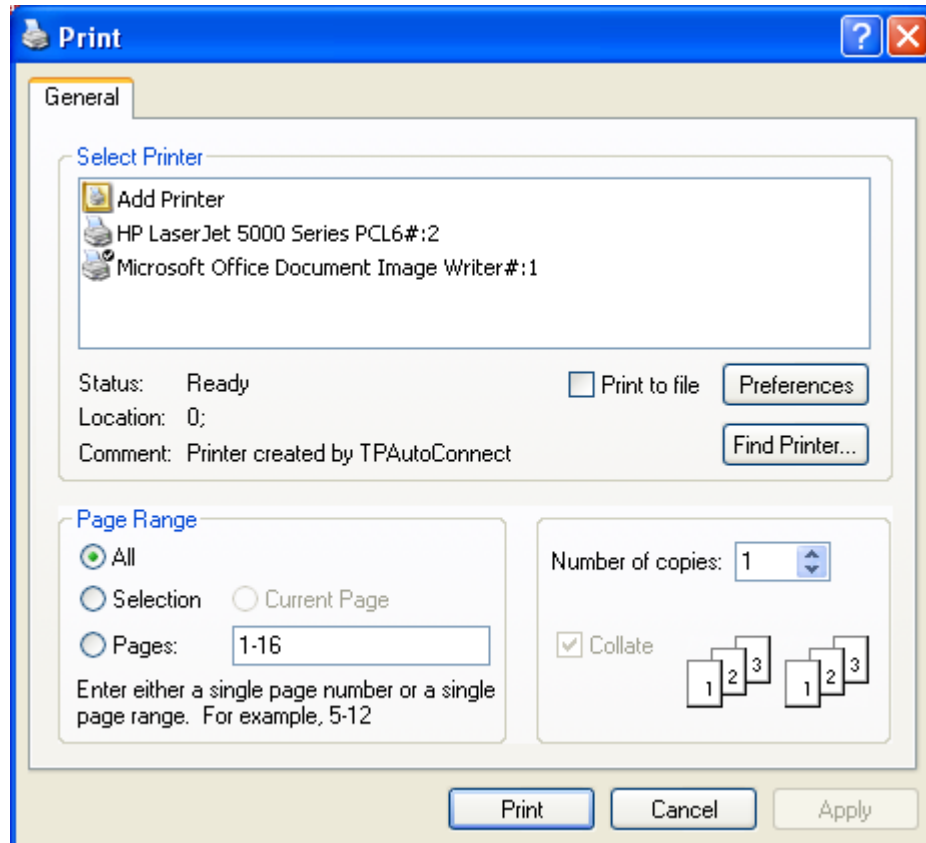 Print
General
Select Printer
Add Printer
HP LaserJet 5000 Series PCL6#:2
Microsoft Office Document Image Writer#:1
Status: Ready
Print to file
Preferences
Location: 0;
Comment: Printer created by TPAutoConnect
Find Printer...
Page Range
All
Selection
Current Page
Pages: 1-16
Enter either a single page number or a single
page range. For example, 5-12
Number of copies: 1
Collate
1 2 3 1 2 3
Print Cancel Apply